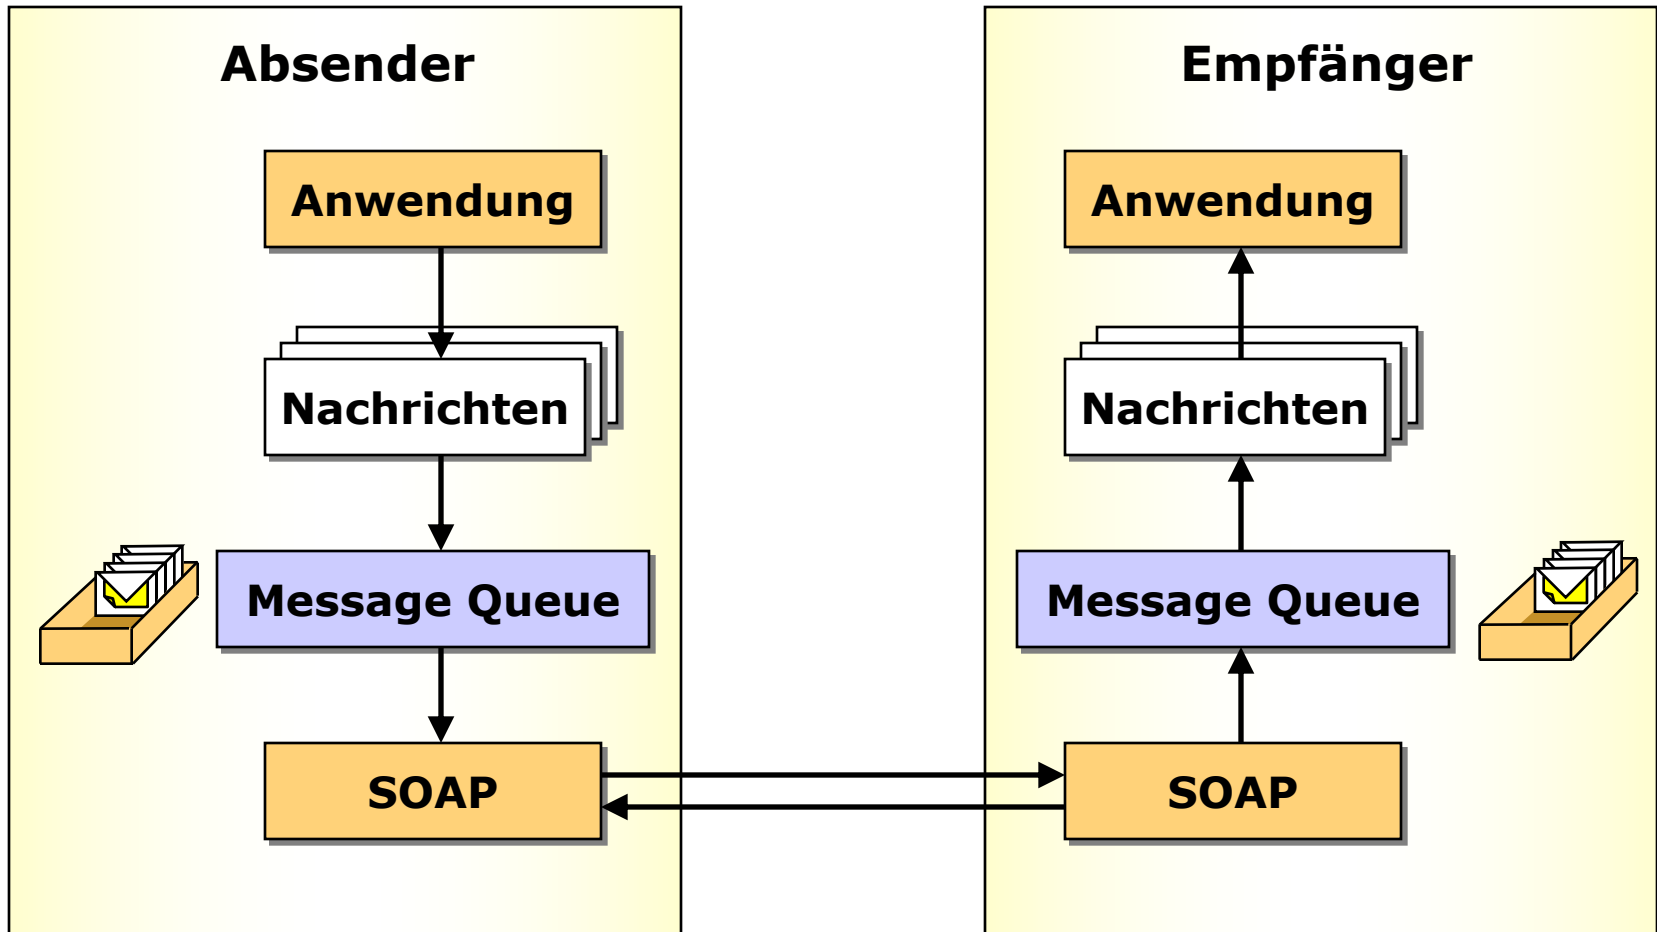 Absender
Anwendung
Nachrichten
Message Queue
SOAP
Empfänger
Anwendung
Nachrichten
Message Queue
SOAP